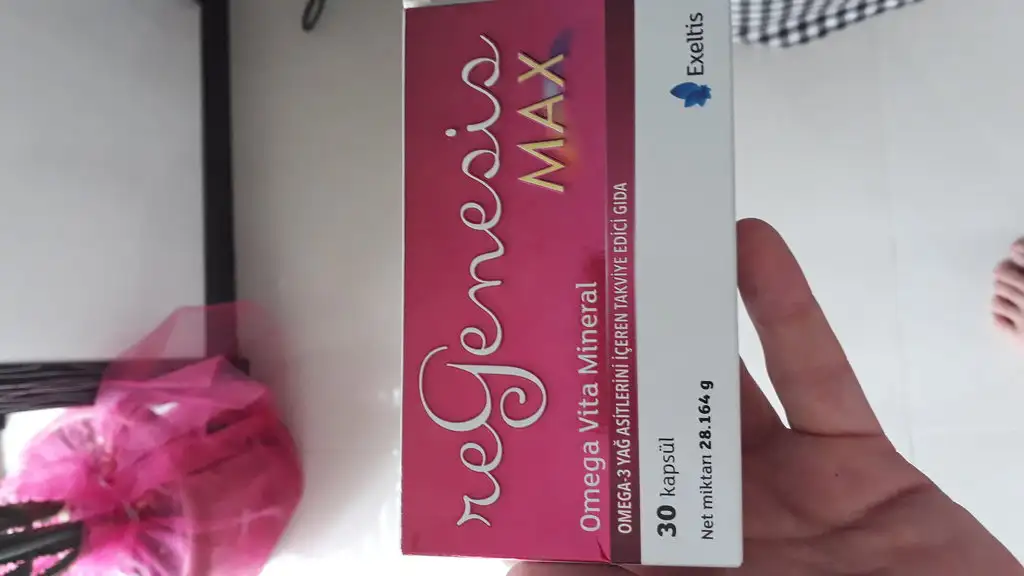 reGenesis
MAX
Omega Vita Mineral
OMEGA-3 YAĞ ASİTLERİNİ İÇEREN TAKVİYE EDİCİ GIDA
30 kapsül
Net miktarı 28.164 g
Exeltis